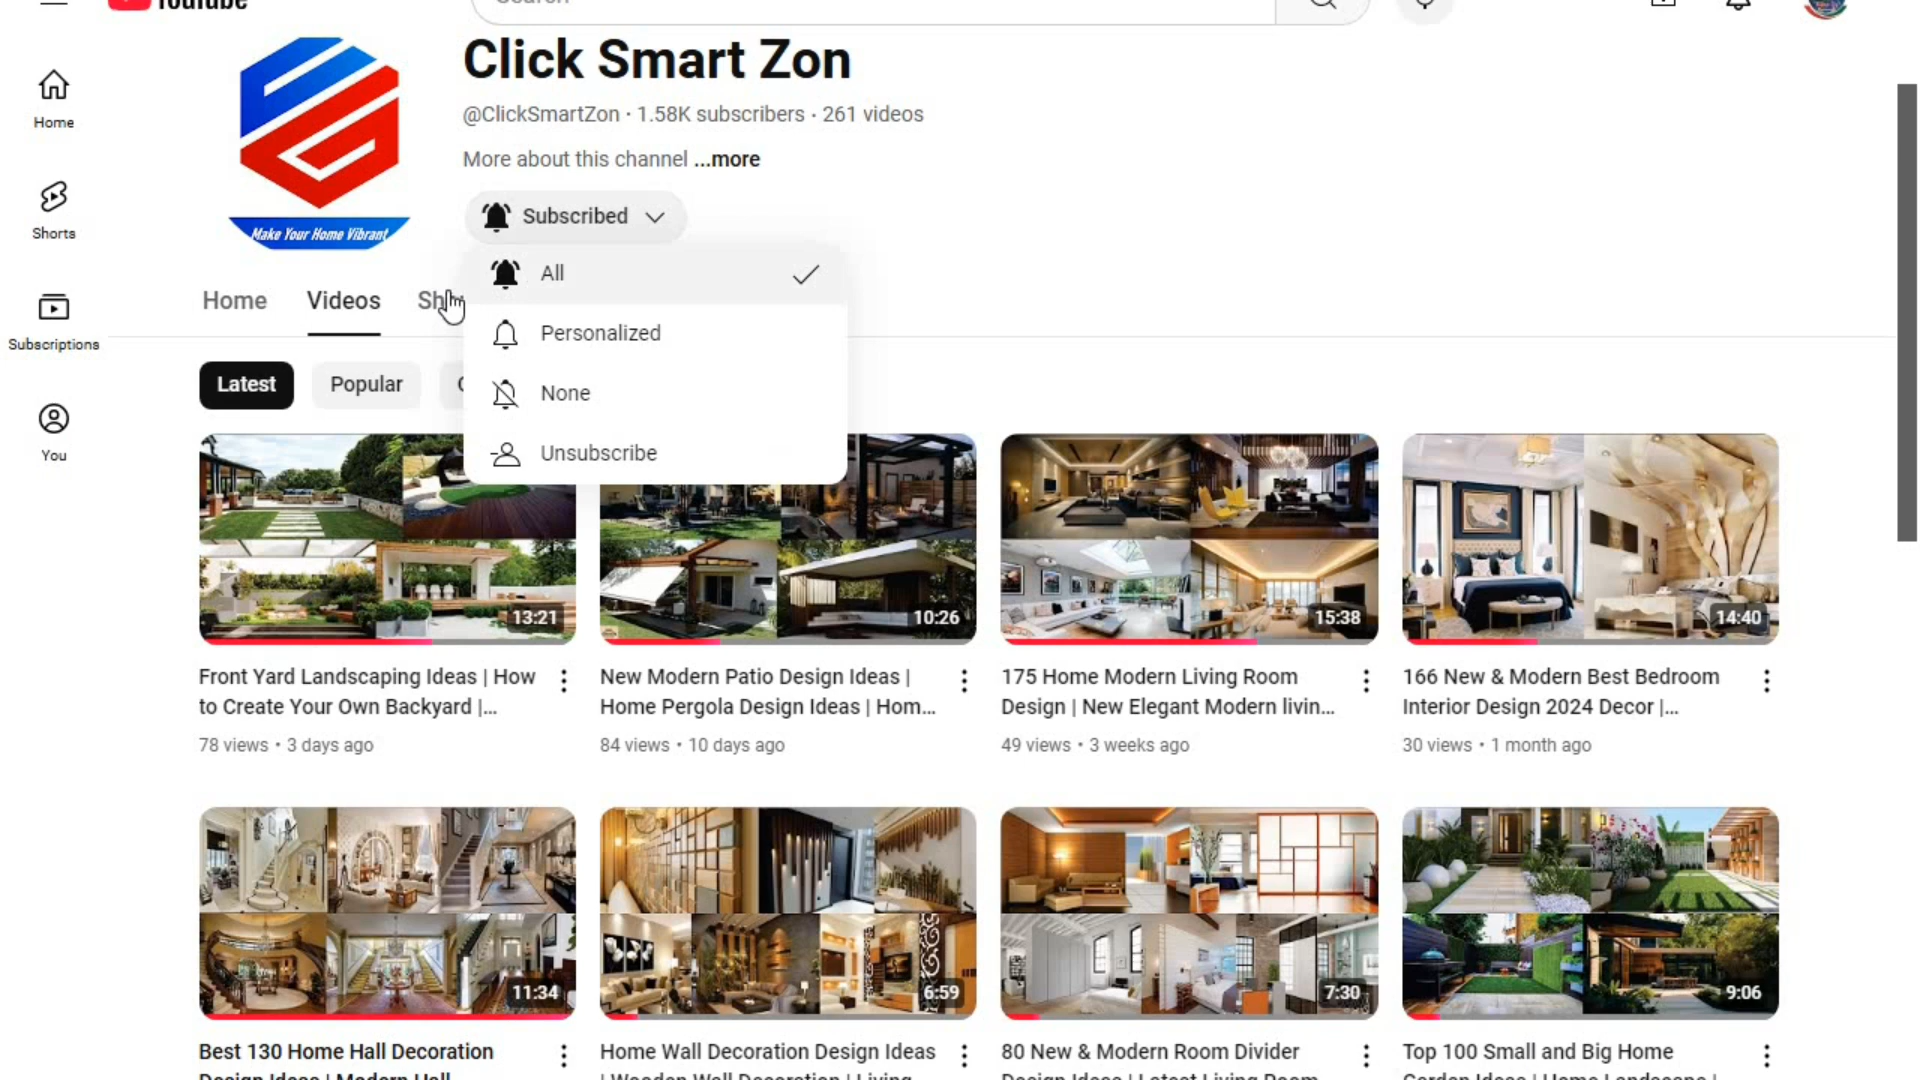 Click Smart Zon
@ClickSmartZon · 1.58K subscribers · 261 videos
More about this channel ...more
Make Your Home Vibrant
Subscribed
All
Personalized
None
Unsubscribe
Home
Shorts
Subscriptions
You
Home Videos
Latest Popular
13:21
10:26
15:38
14:40
Front Yard Landscaping Ideas | How
to Create Your Own Backyard |...
78 views • 3 days ago
New Modern Patio Design Ideas |
Home Pergola Design Ideas | Hom...
84 views • 10 days ago
175 Home Modern Living Room
Design | New Elegant Modern livin...
49 views • 3 weeks ago
166 New & Modern Best Bedroom
Interior Design 2024 Decor |...
30 views • 1 month ago
11:34
6:59
7:30
9:06
Best 130 Home Hall Decoration
Home Wall Decoration Design Ideas
80 New & Modern Room Divider
Top 100 Small and Big Home